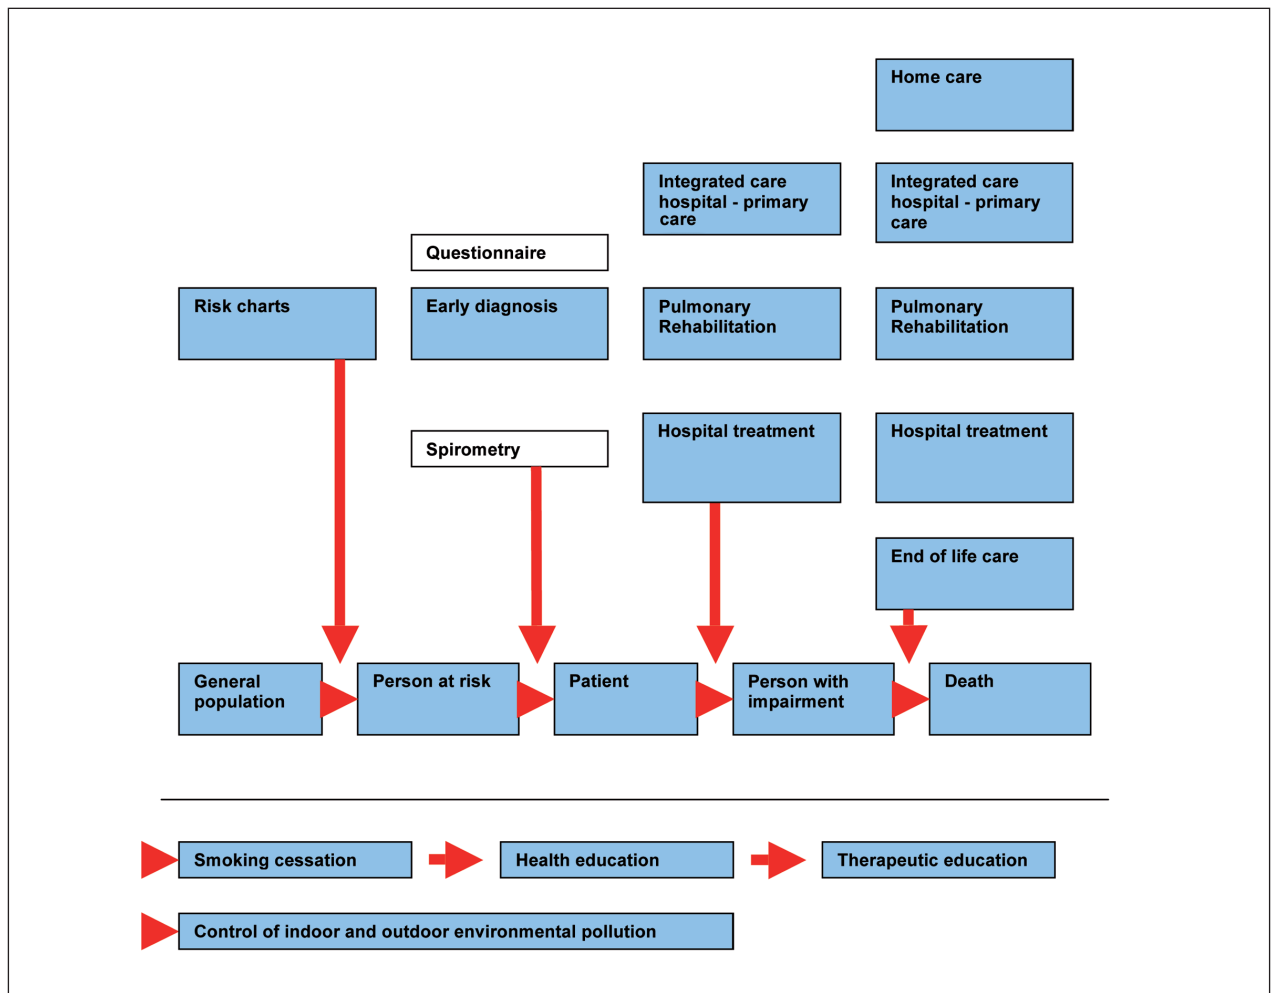 Home care
Integrated care
hospital - primary
care
Integrated care
hospital - primary
care
Questionnaire
Risk charts
Early diagnosis
Pulmonary
Rehabilitation
Pulmonary
Rehabilitation
Spirometry
Hospital treatment
Hospital treatment
End of life care
General
population
Person at risk
Patient
Person with
impairment
Death
Smoking cessation
Health education
Therapeutic education
Control of indoor and outdoor environmental pollution